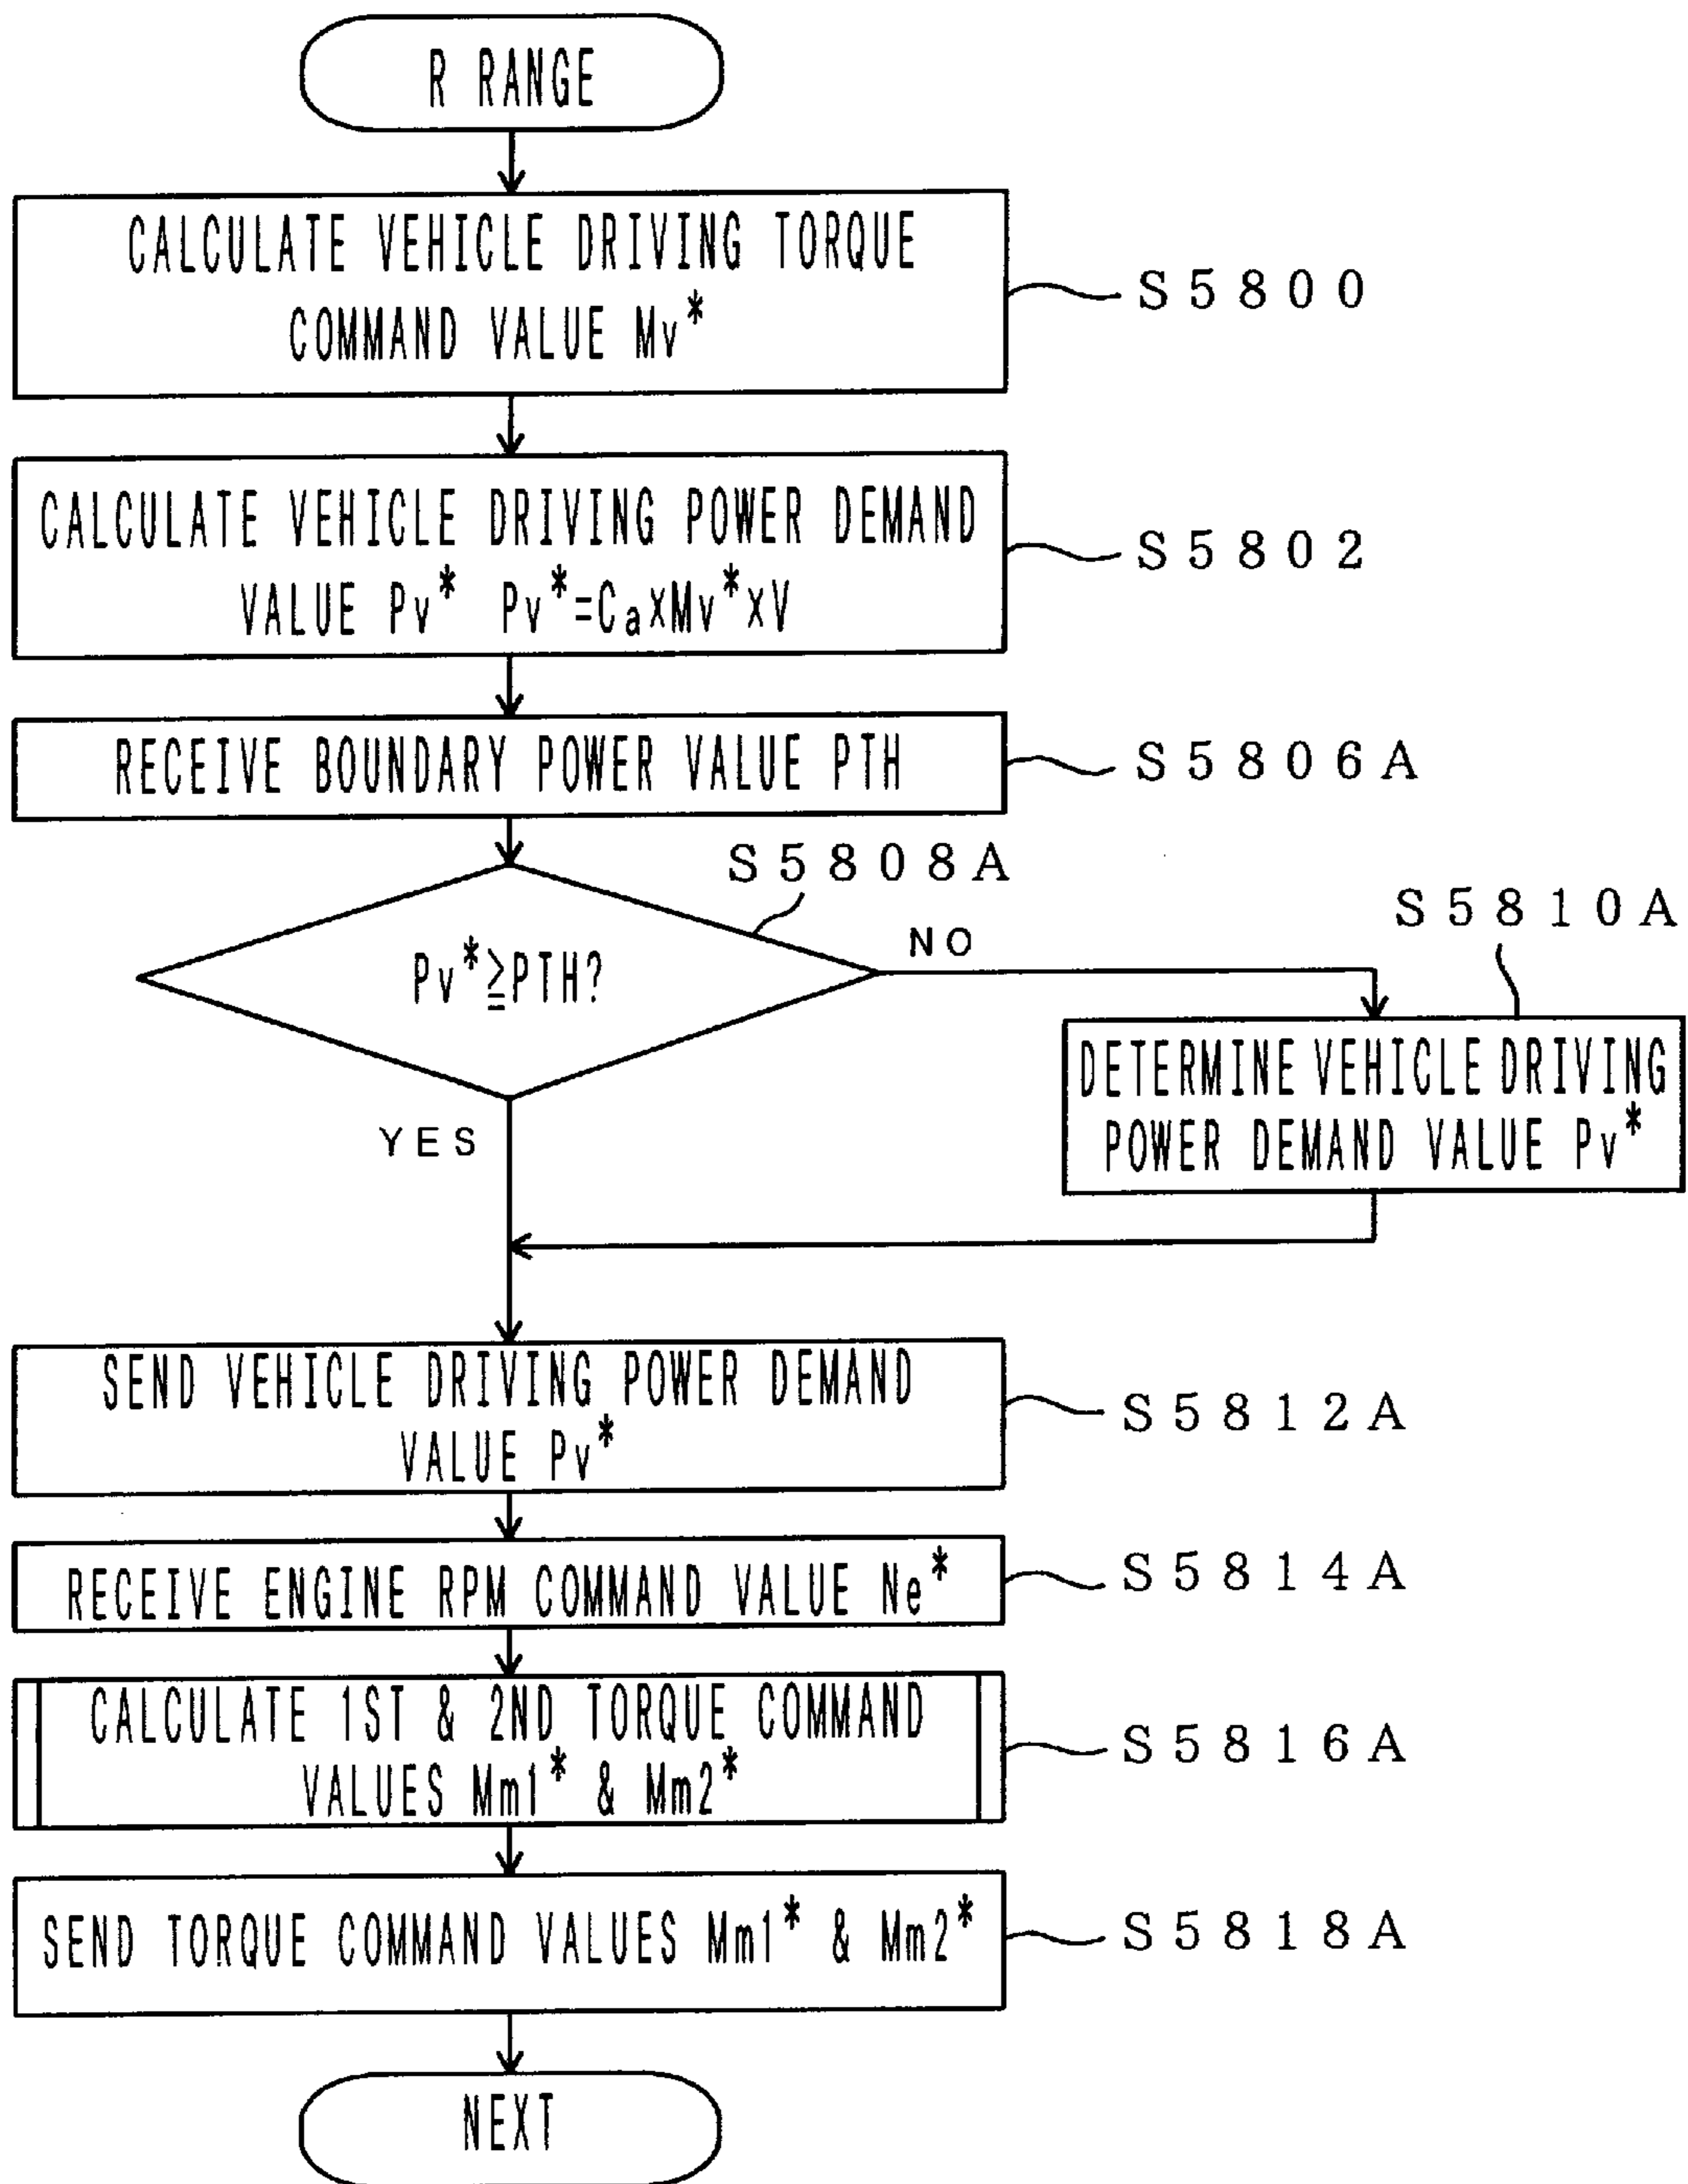 R RANGE
CALCULATE VEHICLE DRIVING TORQUE
COMMAND VALUE Mv*
S5800
CALCULATE VEHICLE DRIVING POWER DEMAND
VALUE Pv* Pv*=CaxMv*xV
S5802
RECEIVE BOUNDARY POWER VALUE PTH
S5806A
S5808A
Pv*≧PTH?
NO
S5810A
DETERMINE VEHICLE DRIVING
POWER DEMAND VALUE Pv*
YES
SEND VEHICLE DRIVING POWER DEMAND
VALUE Pv*
S5812A
RECEIVE ENGINE RPM COMMAND VALUE Ne*
S5814A
CALCULATE 1ST & 2ND TORQUE COMMAND
VALUES Mm1* & Mm2*
S5816A
SEND TORQUE COMMAND VALUES Mm1* & Mm2*
S5818A
NEXT